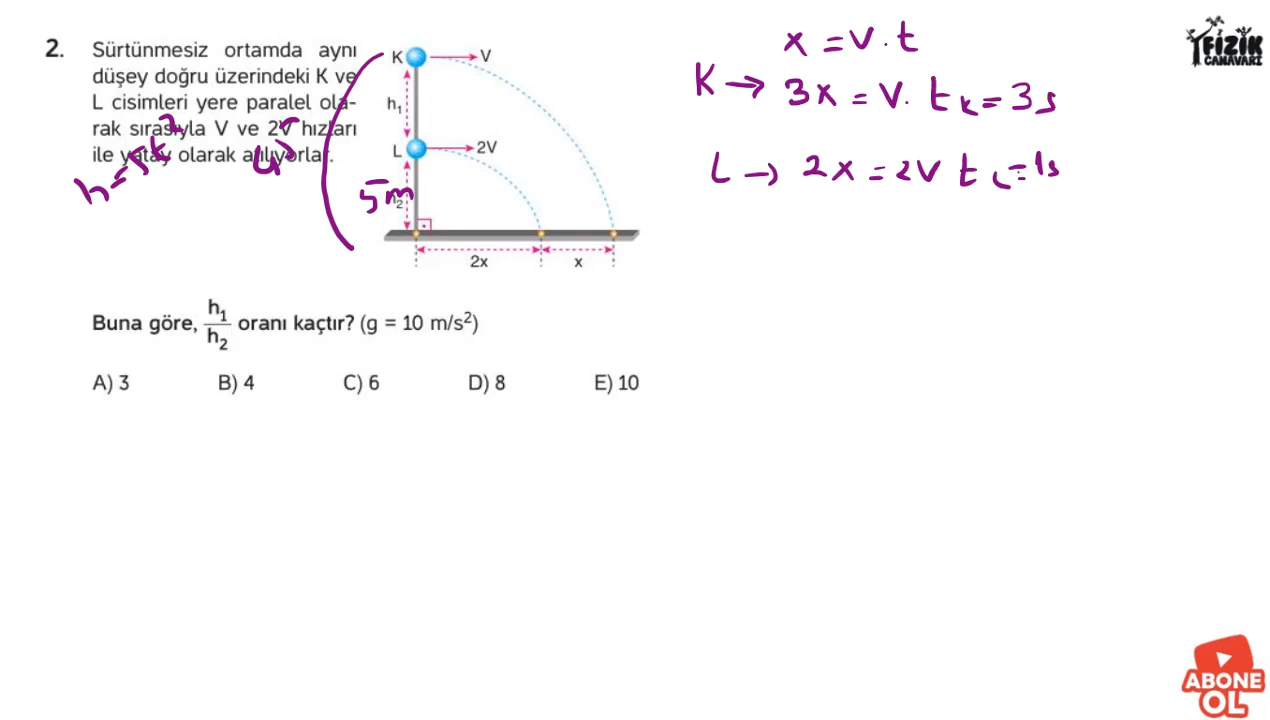 2. Sürtünmesiz ortamda aynı
düşey doğru üzerindeki K ve
L cisimleri yere paralel ola-
rak sırasıyla V ve 2V hızları
ile yatay olarak atılıyorlar.
h=5t²
45
K
V
h₁
L
2V
5m
h₂
2x
x
x = V.t
K → 3x = V. t K = 3s
L → 2x = 2V t L = 1s
FİZİK
CANAVARI
Buna göre, h₁/h₂ oranı kaçtır? (g = 10 m/s²)
A) 3 B) 4 C) 6 D) 8 E) 10
ABONE
OL